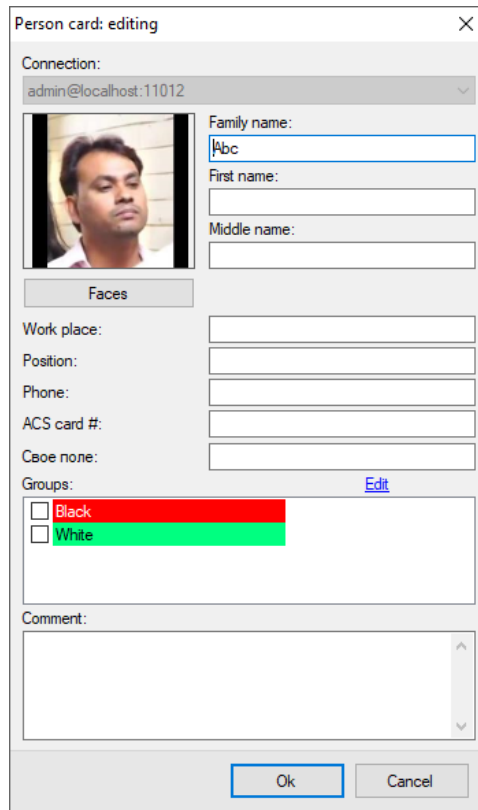 Person card: editing
Connection:
admin@localhost:11012
Family name:
Abc
First name:
Middle name:
Faces
Work place:
Position:
Phone:
ACS card #:
Свое поле:
Groups: Edit
Black
White
Comment:
Ok Cancel